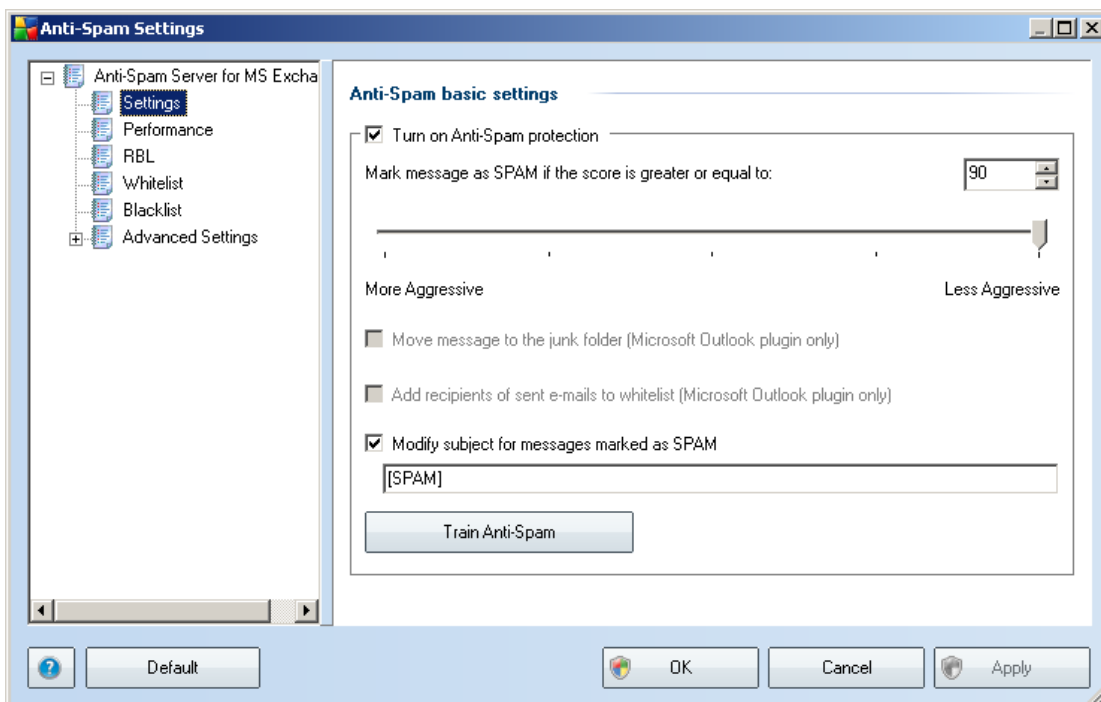 Anti-Spam Settings
Anti-Spam Server for MS Excha
Settings
Performance
RBL
Whitelist
Blacklist
Advanced Settings
Anti-Spam basic settings
Turn on Anti-Spam protection
Mark message as SPAM if the score is greater or equal to:
90
More Aggressive
Less Aggressive
Move message to the junk folder (Microsoft Outlook plugin only)
Add recipients of sent e-mails to whitelist (Microsoft Outlook plugin only)
Modify subject for messages marked as SPAM
[SPAM]
Train Anti-Spam
?
Default
OK
Cancel
Apply